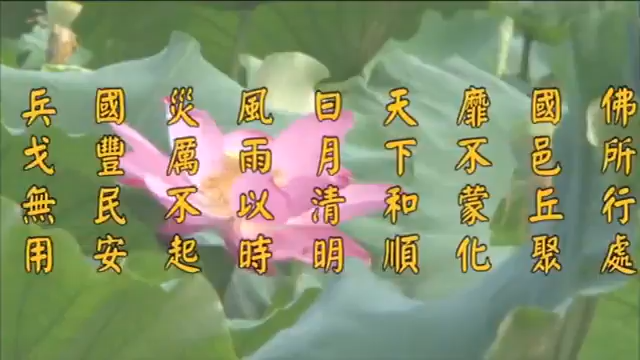 佛所行處
國邑丘聚
靡不蒙化
天下和順
日月清明
風雨以時
災厲不起
國豐民安
兵戈無用